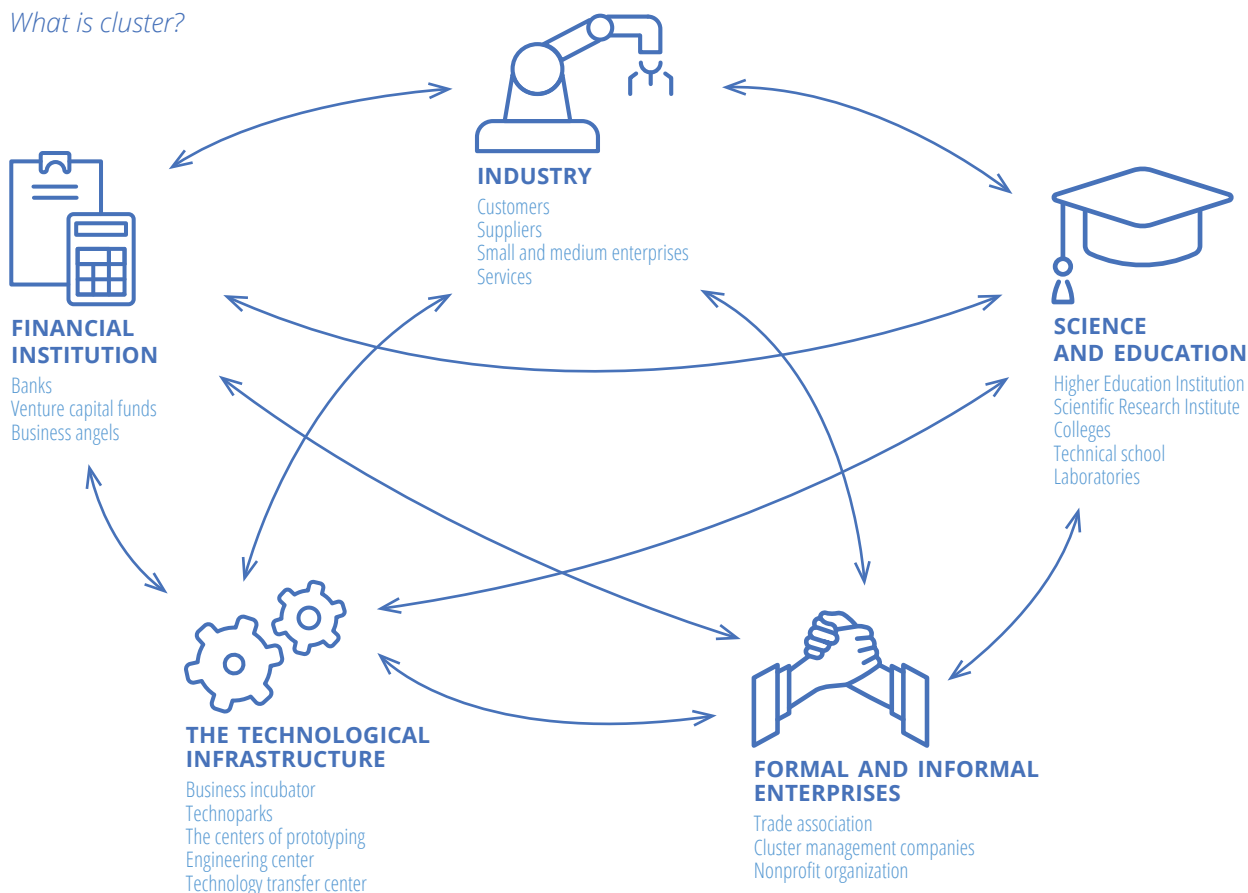 What is cluster?
INDUSTRY
Customers
Suppliers
Small and medium enterprises
Services
FINANCIAL
INSTITUTION
Banks
Venture capital funds
Business angels
SCIENCE
AND EDUCATION
Higher Education Institution
Scientific Research Institute
Colleges
Technical school
Laboratories
THE TECHNOLOGICAL
INFRASTRUCTURE
Business incubator
Technoparks
The centers of prototyping
Engineering center
Technology transfer center
FORMAL AND INFORMAL
ENTERPRISES
Trade association
Cluster management companies
Nonprofit organization